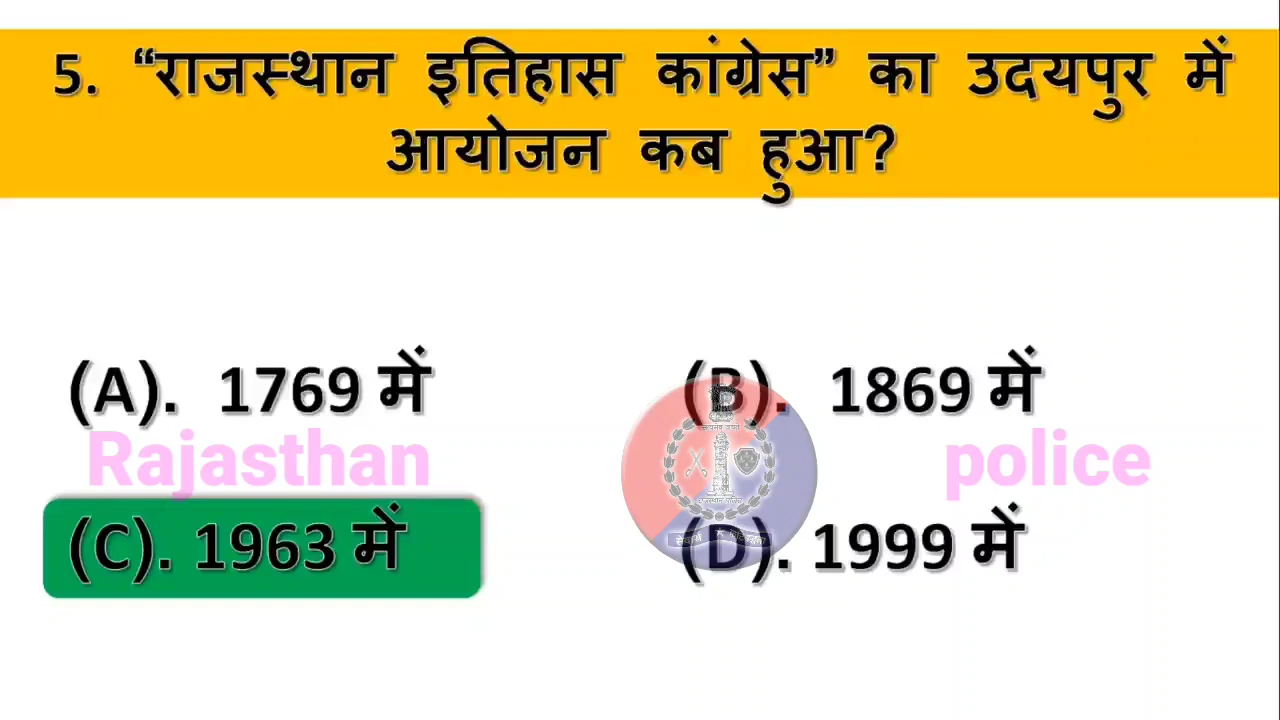 5. “राजस्थान इतिहास कांग्रेस” का उदयपुर में
आयोजन कब हुआ?
(A). 1769 में
(B). 1869 में
Rajasthan
police
(C). 1963 में
(D). 1999 में